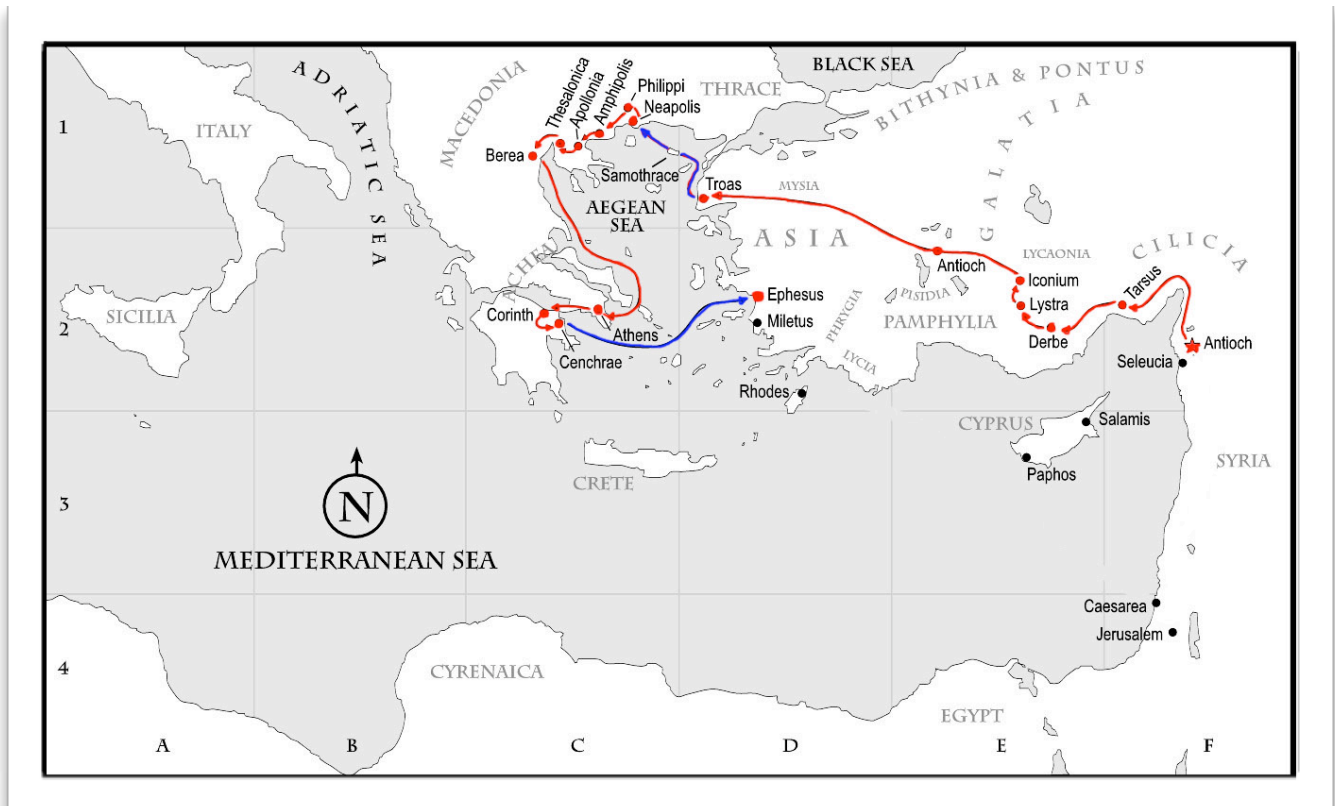 ADRIATIC SEA
BLACK SEA
BITHYNIA & PONTUS
MACEDONIA
Thesalonica
Apollonia
Amphipolis
Philippi
Neapolis
THRACE
GALATIA
1
ITALY
Berea
Samothrace
Troas
MYSIA
AEGEAN
SEA
ASIA
CILICIA
ACHEAU
Antioch
LYCAONIA
Iconium
Tarsus
Ephesus
PISIDIA
Lystra
SICILIA
Corinth
Miletus
PHRYGIA
PAMPHYLIA
2
Athens
Derbe
Antioch
Cenchrae
LYCIA
Seleucia
Rhodes
CYPRUS
Salamis
SYRIA
CRETE
Paphos
N
3
MEDITERRANEAN SEA
Caesarea
Jerusalem
4
CYRENAICA
EGYPT
A
B
C
D
E
F